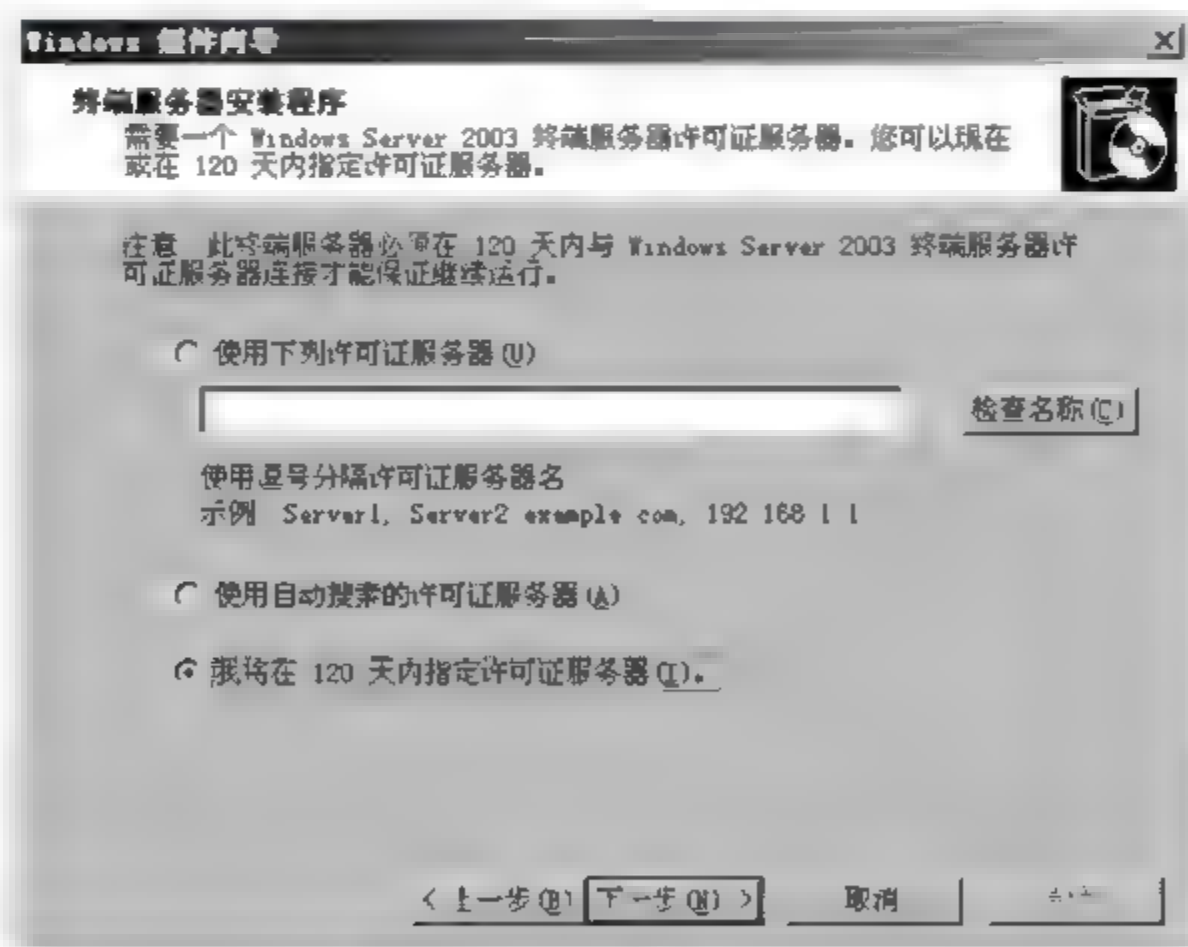 Windows 组件向导
终端服务器安装程序
需要一个 Windows Server 2003 终端服务器许可证服务器。您可以现在
或在 120 天内指定许可证服务器。
注意 此终端服务器必须在 120 天内与 Windows Server 2003 终端服务器许
可证服务器连接才能保证继续运行。
使用下列许可证服务器(U)
检查名称(C)
使用逗号分隔许可证服务器名
示例 Server1, Server2 example com, 192 168 1 1
使用自动搜索的许可证服务器(A)
我将在 120 天内指定许可证服务器(I)。
< 上一步(B) 下一步(N) > 取消